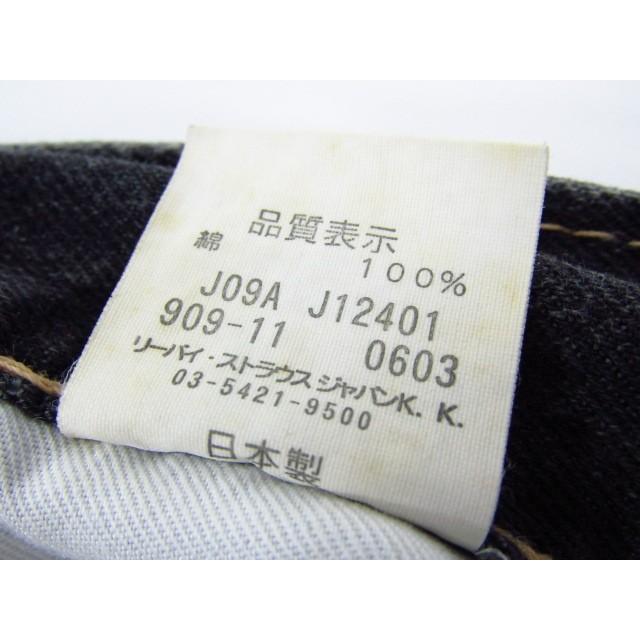 品質表示
綿 100%
J09A J12401
909-11 0603
リーバイ・ストラウスジャパンK.K.
03-5421-9500
日本製